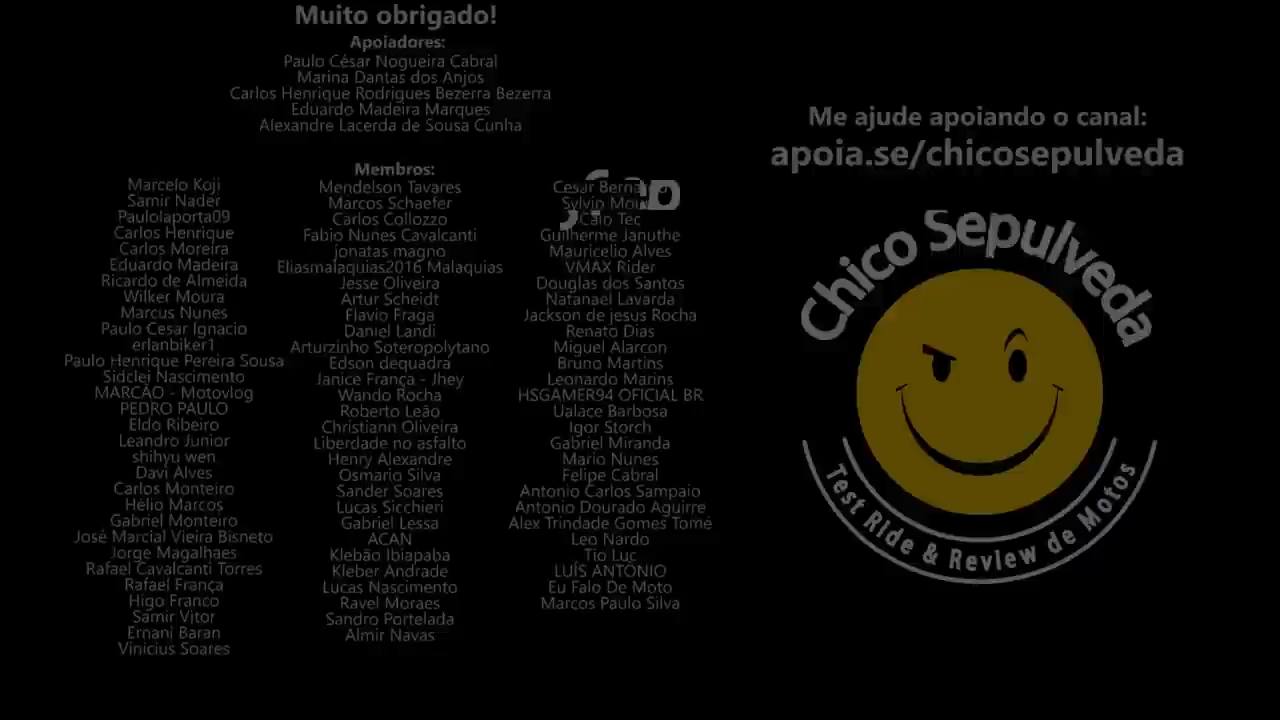 Muito obrigado!
Apoiadores:
Paulo César Nogueira Cabral
Marina Dantas dos Anjos
Carlos Henrique Rodrigues Bezerra Bezerra
Eduardo Madeira Marques
Alexandre Lacerda de Sousa Cunha
Membros:
Marcelo Koji
Samir Nader
Paulolaporta09
Carlos Henrique
Carlos Moreira
Eduardo Madeira
Ricardo de Almeida
Wilker Moura
Marcus Nunes
Paulo Cesar Ignacio
erlanbiker1
Paulo Henrique Pereira Sousa
Sidclei Nascimento
MARCÃO - Motovlog
PEDRO PAULO
Eldo Ribeiro
Leandro Junior
shihyu wen
Davi Alves
Carlos Monteiro
Hélio Marcos
Gabriel Monteiro
José Marcial Vieira Bisneto
Jorge Magalhaes
Rafael Cavalcanti Torres
Rafael França
Higo Franco
Samir Vitor
Ernani Baran
Vinicius Soares
Mendelson Tavares
Marcos Schaefer
Carlos Collozzo
Fabio Nunes Cavalcanti
jonatas magno
Eliasmalaquias2016 Malaquias
Jesse Oliveira
Artur Scheidt
Flavio Fraga
Daniel Landi
Arturzinho Soteropolytano
Edson dequadra
Janice França - Jhey
Wando Rocha
Roberto Leão
Christiann Oliveira
Liberdade no asfalto
Henry Alexandre
Osmario Silva
Sander Soares
Lucas Sicchieri
Gabriel Lessa
ACAN
Klebão Ibiapaba
Kleber Andrade
Lucas Nascimento
Ravel Moraes
Sandro Portelada
Almir Navas
Cesar
Sylvio
Caio Tec
Guilherme Januthe
Mauricelio Alves
VMAX Rider
Douglas dos Santos
Natanael Lavarda
Jackson de jesus Rocha
Renato Dias
Miguel Alarcon
Bruno Martins
Leonardo Marins
HSGAMER94 OFICIAL BR
Ualace Barbosa
Igor Storch
Gabriel Miranda
Mario Nunes
Felipe Cabral
Antonio Carlos Sampaio
Antonio Dourado Aguirre
Alex Trindade Gomes Tomé
Leo Nardo
Tio Luc
LUÍS ANTÔNIO
Eu Falo De Moto
Marcos Paulo Silva
Me ajude apoiando o canal:
apoia.se/chicosepulveda
Chico Sepulveda
Test Ride & Review de Motos